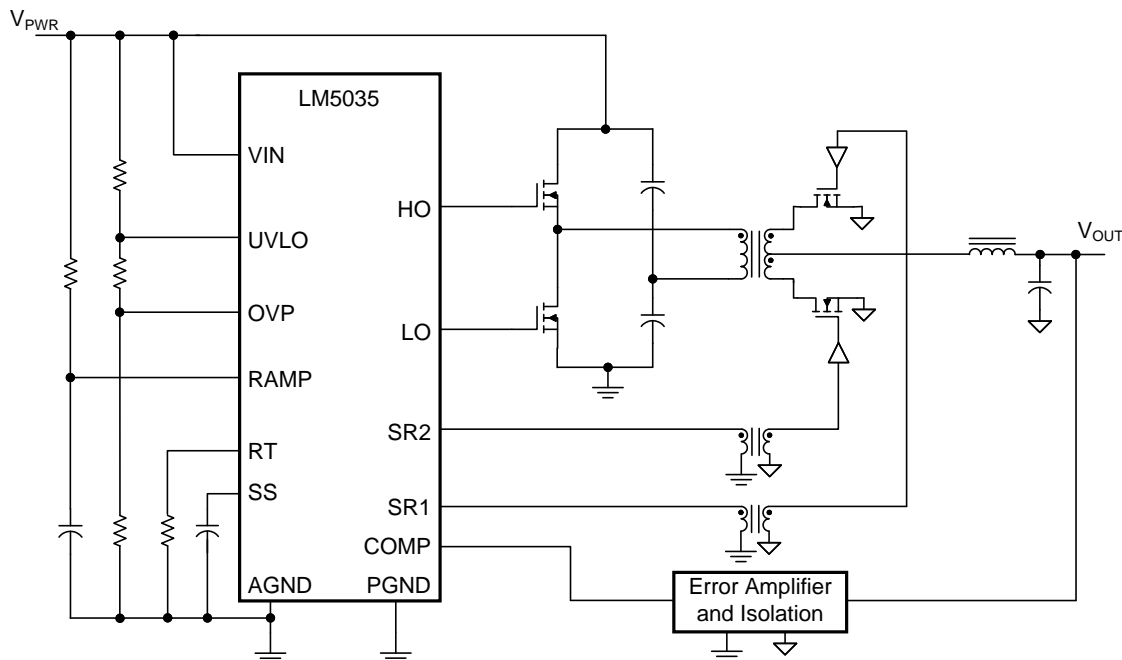 VPWR
LM5035
VIN
HO
UVLO
VOUT
OVP
LO
RAMP
SR2
RT
SS
SR1
COMP
AGND
PGND
Error Amplifier
and Isolation